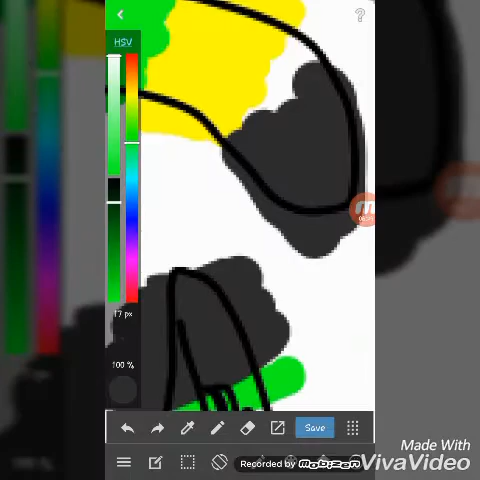 HSV
17 px
100 %
Save
Recorded by MOBIZEN
Made With
VivaVideo